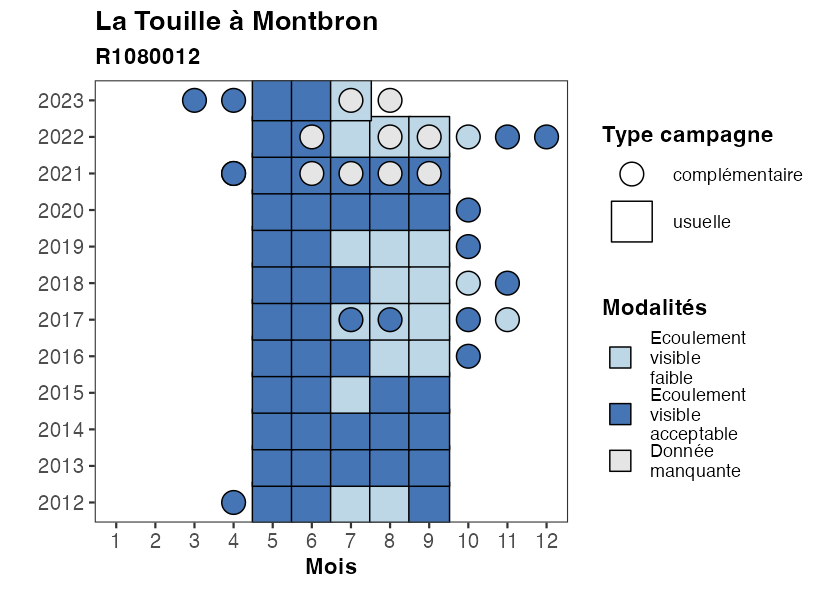 La Touille à Montbron
R1080012
2023
2022
2021
2020
2019
2018
2017
2016
2015
2014
2013
2012
1 2 3 4 5 6 7 8 9 10 11 12
Mois
Type campagne
complémentaire
usuelle
Modalités
Ecoulement
visible
faible
Ecoulement
visible
acceptable
Donnée
manquante